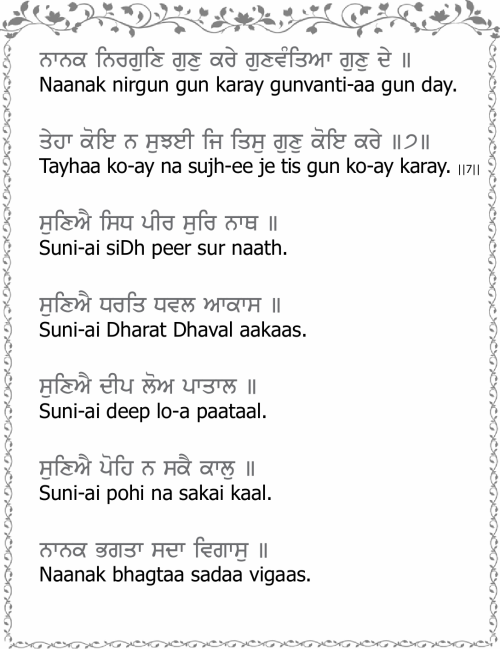 ਨਾਨਕ ਨਿਰਗੁਣਿ ਗੁਣੁ ਕਰੇ ਗੁਣਵੰਤਿਆ ਗੁਣੁ ਦੇ ॥
Naanak nirgun gun karay gunvanti-aa gun day.
ਤੇਹਾ ਕੋਇ ਨ ਸੁਝਈ ਜਿ ਤਿਸੁ ਗੁਣੁ ਕੋਇ ਕਰੇ ॥੭॥
Tayhaa ko-ay na sujh-ee je tis gun ko-ay karay. ||7||
ਸੁਣਿਐ ਸਿਧ ਪੀਰ ਸੁਰਿ ਨਾਥ ॥
Suni-ai siDh peer sur naath.
ਸੁਣਿਐ ਧਰਤਿ ਧਵਲ ਆਕਾਸ ॥
Suni-ai Dharat Dhaval aakaas.
ਸੁਣਿਐ ਦੀਪ ਲੋਅ ਪਾਤਾਲ ॥
Suni-ai deep lo-a paataal.
ਸੁਣਿਐ ਪੋਹਿ ਨ ਸਕੈ ਕਾਲੁ ॥
Suni-ai pohi na sakai kaal.
ਨਾਨਕ ਭਗਤਾ ਸਦਾ ਵਿਗਾਸੁ ॥
Naanak bhagtaa sadaa vigaas.